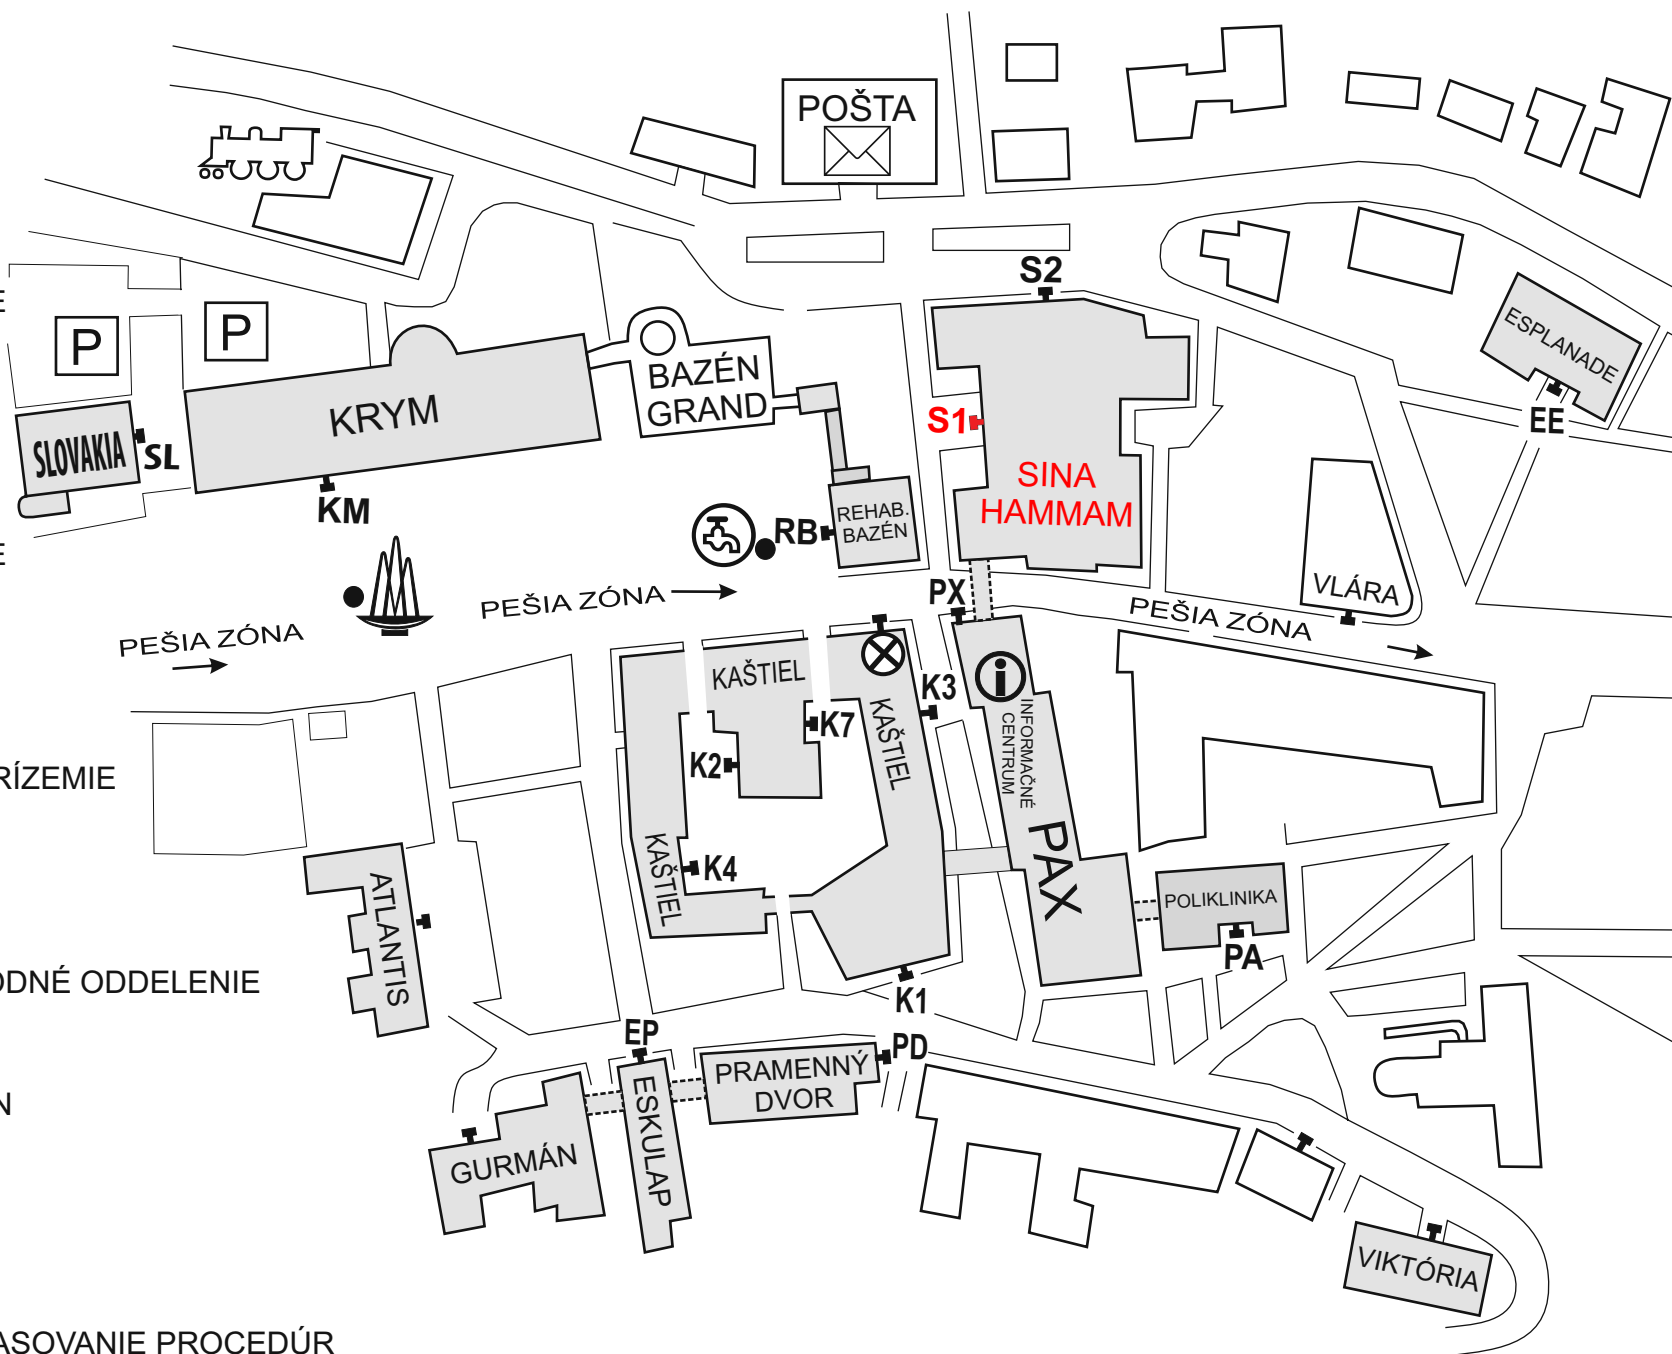 POŠTA
S2
E
P
P
BAZÉN
GRAND
KRYM
ESPLANADE
EE
S1
SLOVAKIA
SL
SINA
HAMMAM
KM
REHAB.
BAZÉN
RB
E
PX
VLÁRA
PEŠIA ZÓNA
PEŠIA ZÓNA
PEŠIA ZÓNA
KAŠTIEL
K3
KAŠTIEL
K7
INFORMAČNÉ
CENTRUM
K2
RÍZEMIE
PAX
KAŠTIEL
K4
ATLANTIS
POLIKLINIKA
PA
ODNÉ ODDELENIE
K1
EP
PD
PRAMENNÝ
DVOR
N
ESKULAP
GURMÁN
VIKTÓRIA
ASOVANIE PROCEDÚR